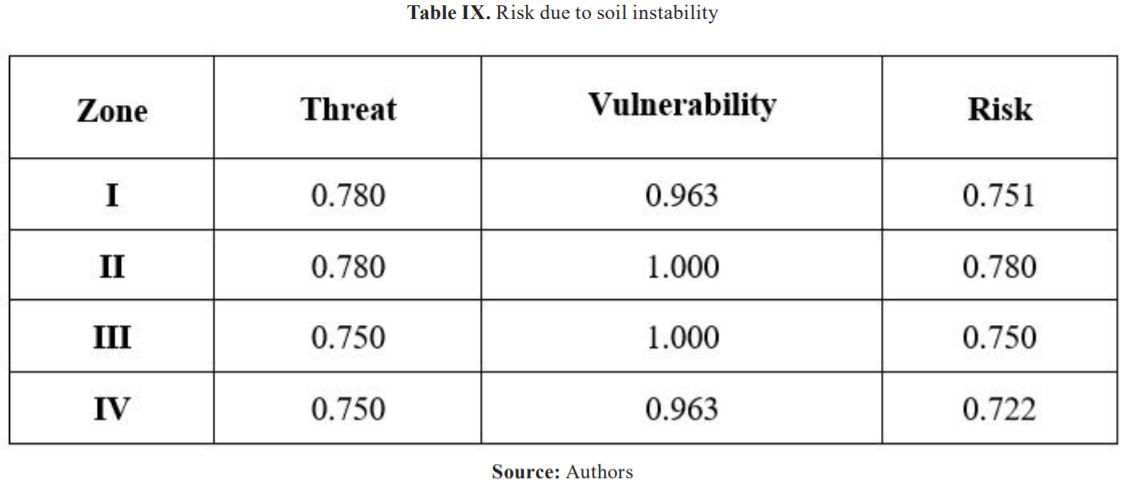 Table IX. Risk due to soil instability
Zone Threat Vulnerability Risk
I 0.780 0.963 0.751
II 0.780 1.000 0.780
III 0.750 1.000 0.750
IV 0.750 0.963 0.722
Source: Authors